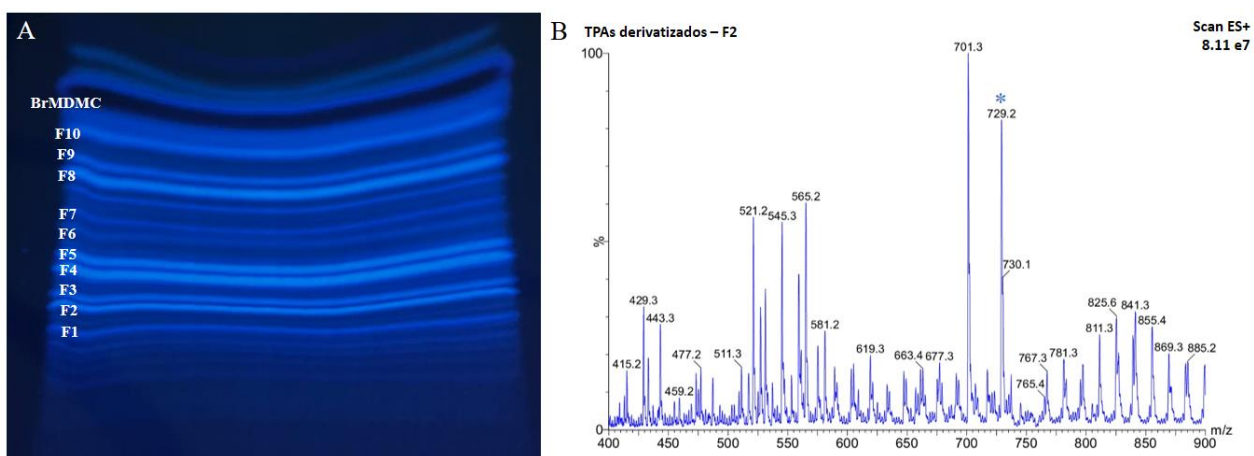 A
BrMDMC
F10
F9
F8
F7
F6
F5
F4
F3
F2
F1
B TPAs derivatizados – F2
Scan ES+
8.11 e7
100
%
0
701.3
*
729.2
730.1
565.2
521.2
545.3
429.3
443.3
415.2
459.2
477.2
511.3
581.2
619.3
663.4
677.3
767.3
765.4
781.3
811.3
825.6
841.3
855.4
869.3
885.2
400 450 500 550 600 650 700 750 800 850 900 m/z